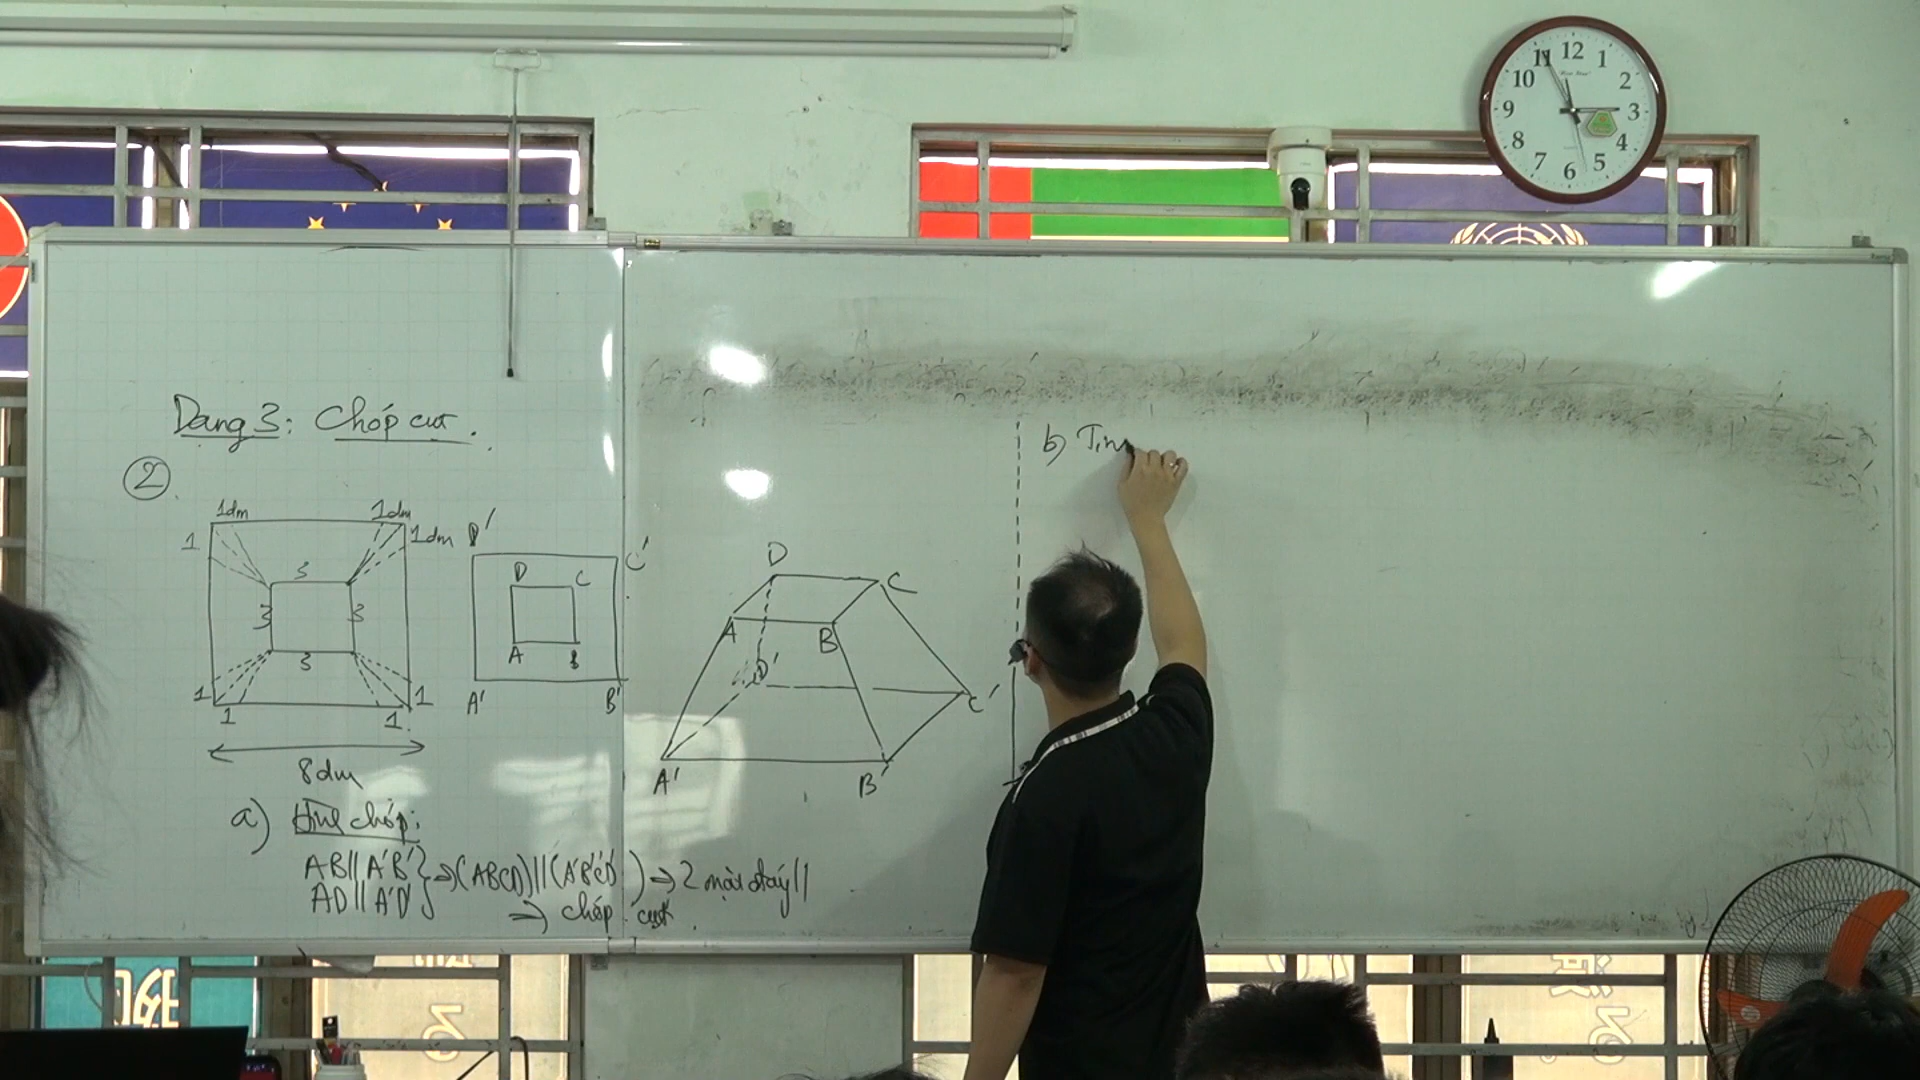 Dạng 3: Chóp cụt.
2
1dm 1dm
1 1dm
3
3 3
3
1 1
1 1
8dm
D' C'
D C
A B
A' B'
D C
A B
D' C'
A' B'
a) Hình chóp:
AB // A'B'
AD // A'D'
} => (ABCD) // (A'B'C'D') => 2 mặt đáy //
=> chóp cụt.
b) Tín
12 1 2 3 4 5 6 7 8 9 10 11